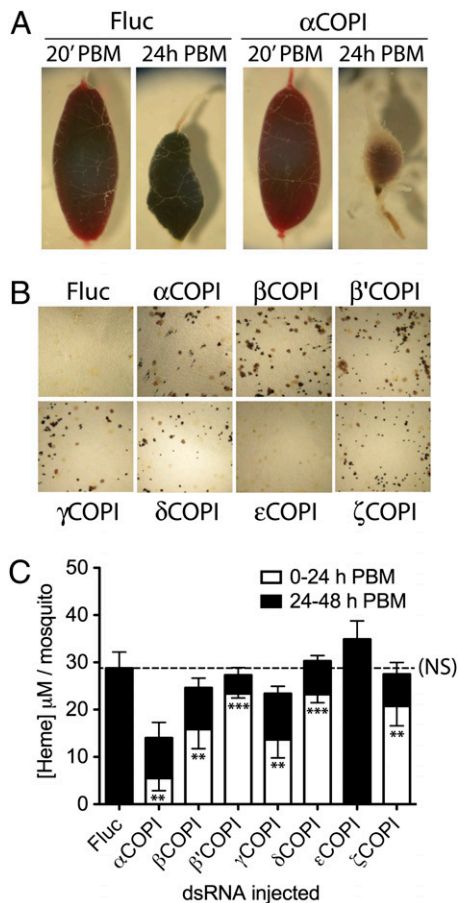 A
Fluc
αCOPI
20' PBM
24h PBM
20' PBM
24h PBM
B
Fluc
αCOPI
βCOPI
β'COPI
γCOPI
δCOPI
εCOPI
ζCOPI
C
50
40
30
20
10
0
[Heme] μM / mosquito
0-24 h PBM
24-48 h PBM
(NS)
**
**
***
**
***
**
Fluc
αCOPI
βCOPI
β'COPI
γCOPI
δCOPI
εCOPI
ζCOPI
dsRNA injected